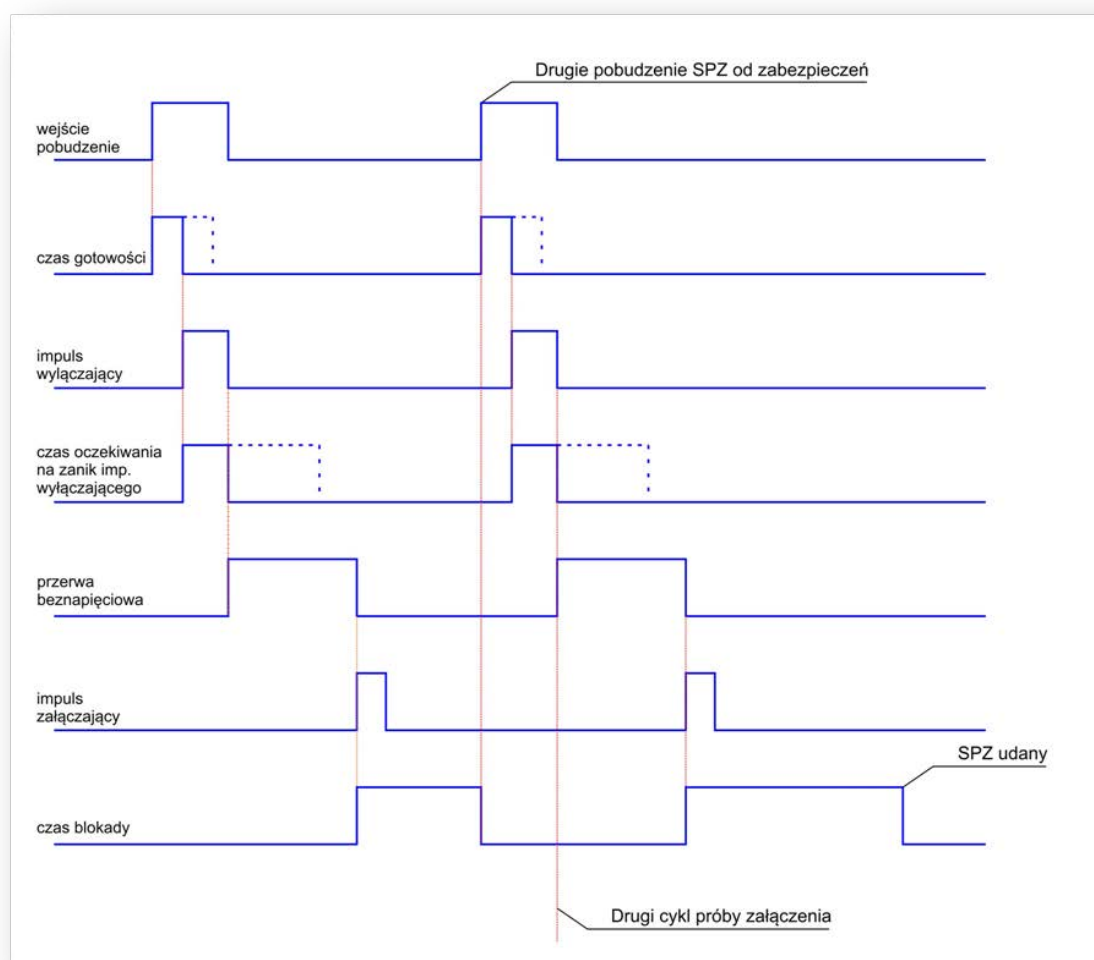 Drugie pobudzenie SPZ od zabezpieczeń
wejście
pobudzenie
czas gotowości
impuls
wylączający
czas oczekiwania
na zanik imp.
wyłączającego
przerwa
beznapięciowa
impuls
załączający
SPZ udany
czas blokady
Drugi cykl próby załączenia